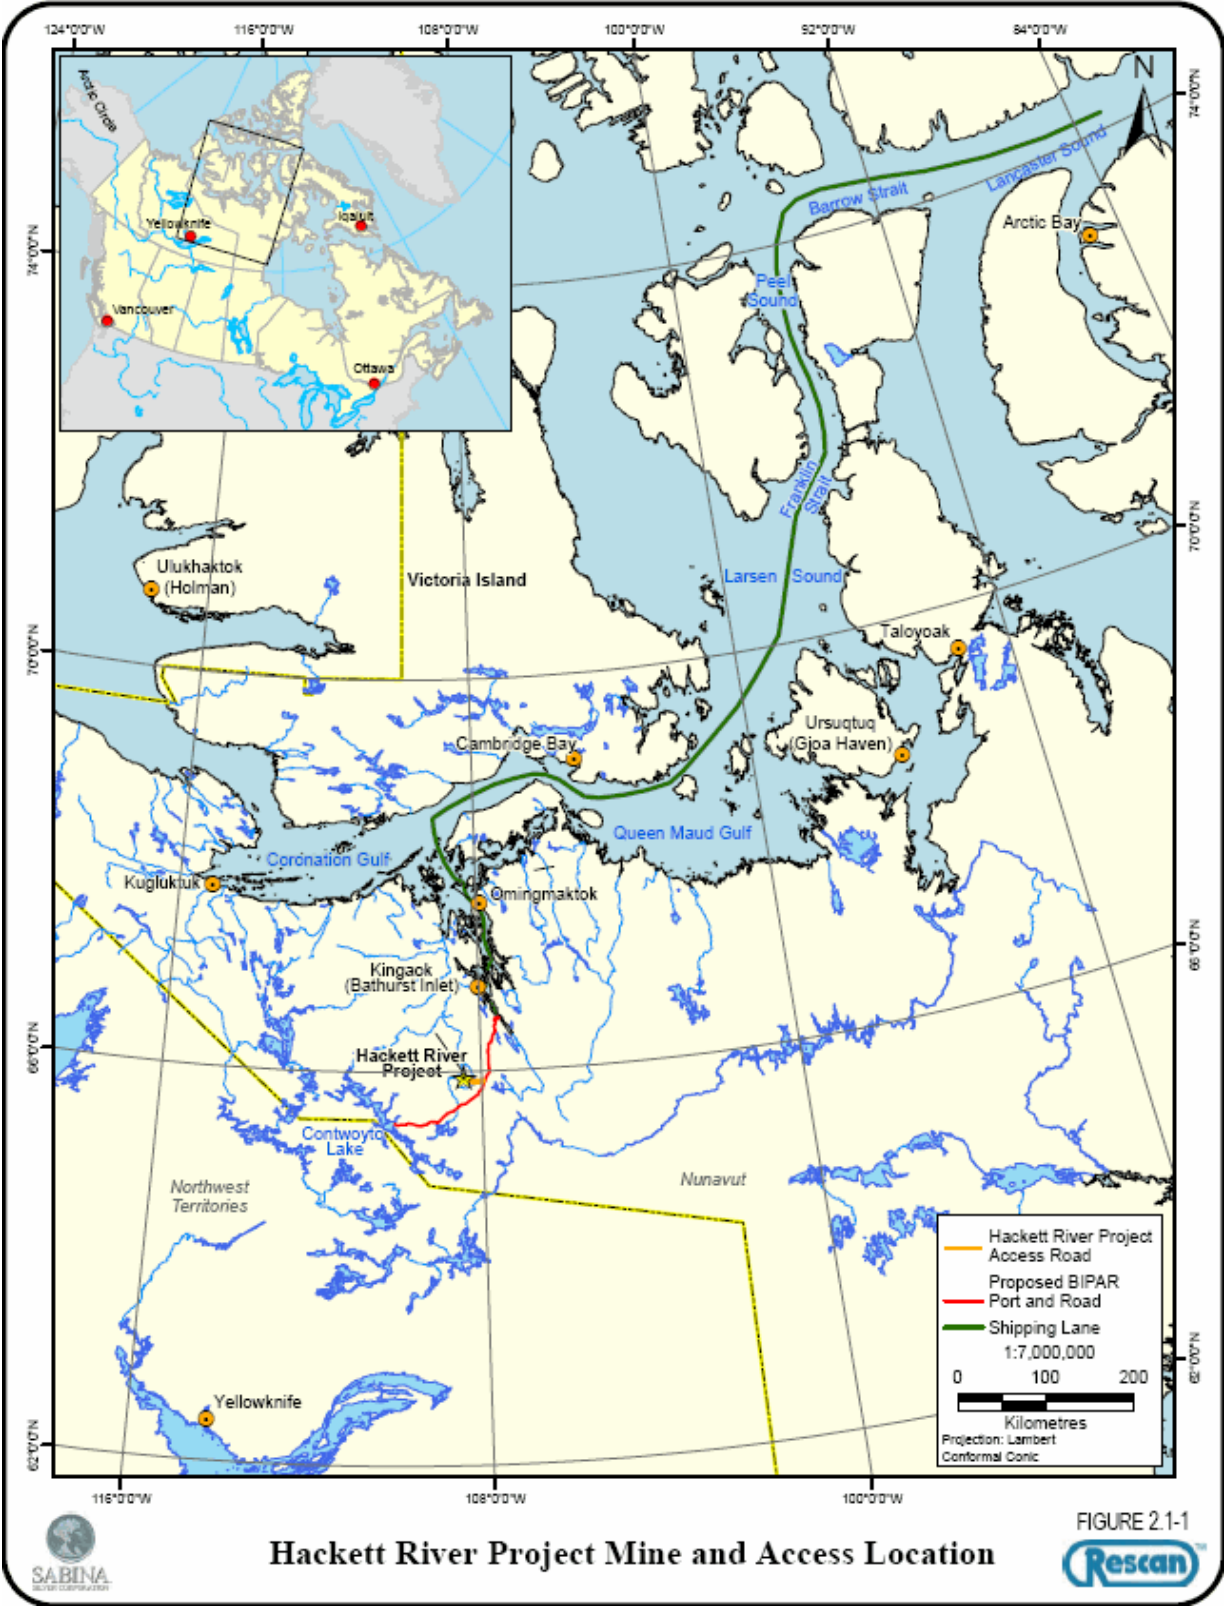 124°0'0"W
116°0'0"W
108°0'0"W
100°0'0"W
92°0'0"W
84°0'0"W
N
74°0'0"N
74°0'0"N
Arctic Circle
Yellowknife
Iqaluit
Vancouver
Ottawa
Lancaster Sound
Barrow Strait
Arctic Bay
Peel
Sound
Franklin
Strait
70°0'0"N
Ulukhaktok
(Holman)
Victoria Island
Larsen Sound
70°0'0"N
Taloyoak
Ursuqtuq
(Gjoa Haven)
Cambridge Bay
Queen Maud Gulf
Coronation Gulf
Kugluktuk
Omingmaktok
66°0'0"N
Kingaok
(Bathurst Inlet)
66°0'0"N
Hackett River
Project
Contwoyto
Lake
Northwest
Territories
Nunavut
Hackett River Project
Access Road
Proposed BIPAR
Port and Road
Shipping Lane
1:7,000,000
0 100 200
Kilometres
Projection: Lambert
Conformal Conic
62°0'0"N
Yellowknife
62°0'0"N
116°0'0"W
108°0'0"W
100°0'0"W
FIGURE 2.1-1
Hackett River Project Mine and Access Location
SABINA
SILVER CORPORATION
Rescan™